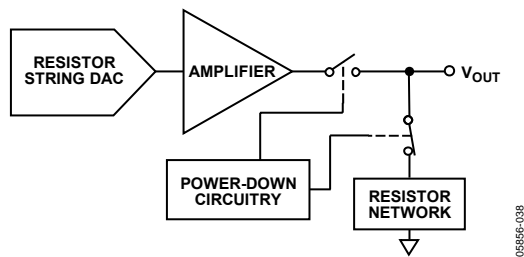 RESISTOR
STRING DAC
AMPLIFIER
VOUT
POWER-DOWN
CIRCUITRY
RESISTOR
NETWORK
05856-038